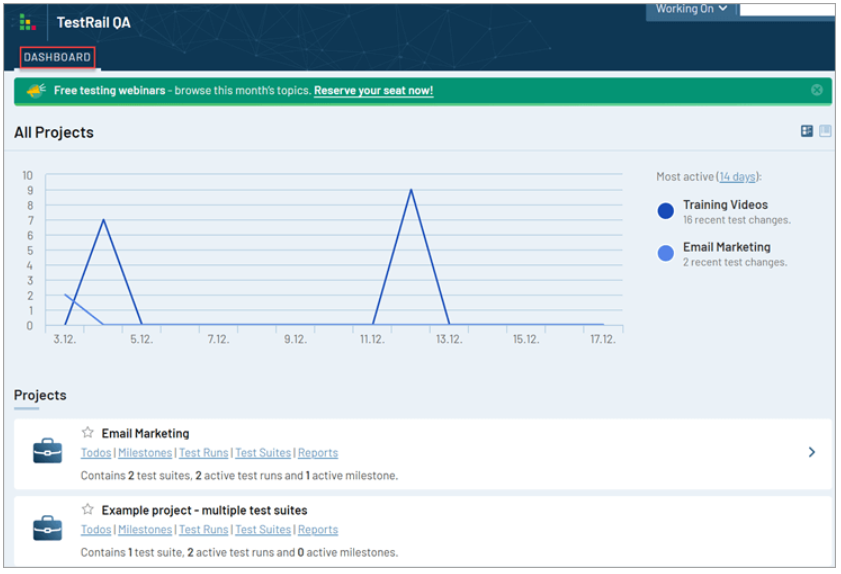 TestRail QA
Working On
DASHBOARD
Free testing webinars - browse this month's topics. Reserve your seat now!
All Projects
10
9
8
7
6
5
4
3
2
1
0
3.12. 5.12. 7.12. 9.12. 11.12. 13.12. 15.12. 17.12.
Most active (14 days):
Training Videos
16 recent test changes.
Email Marketing
2 recent test changes.
Projects
Email Marketing
Todos | Milestones | Test Runs | Test Suites | Reports
Contains 2 test suites, 2 active test runs and 1 active milestone.
Example project - multiple test suites
Todos | Milestones | Test Runs | Test Suites | Reports
Contains 1 test suite, 2 active test runs and 0 active milestones.